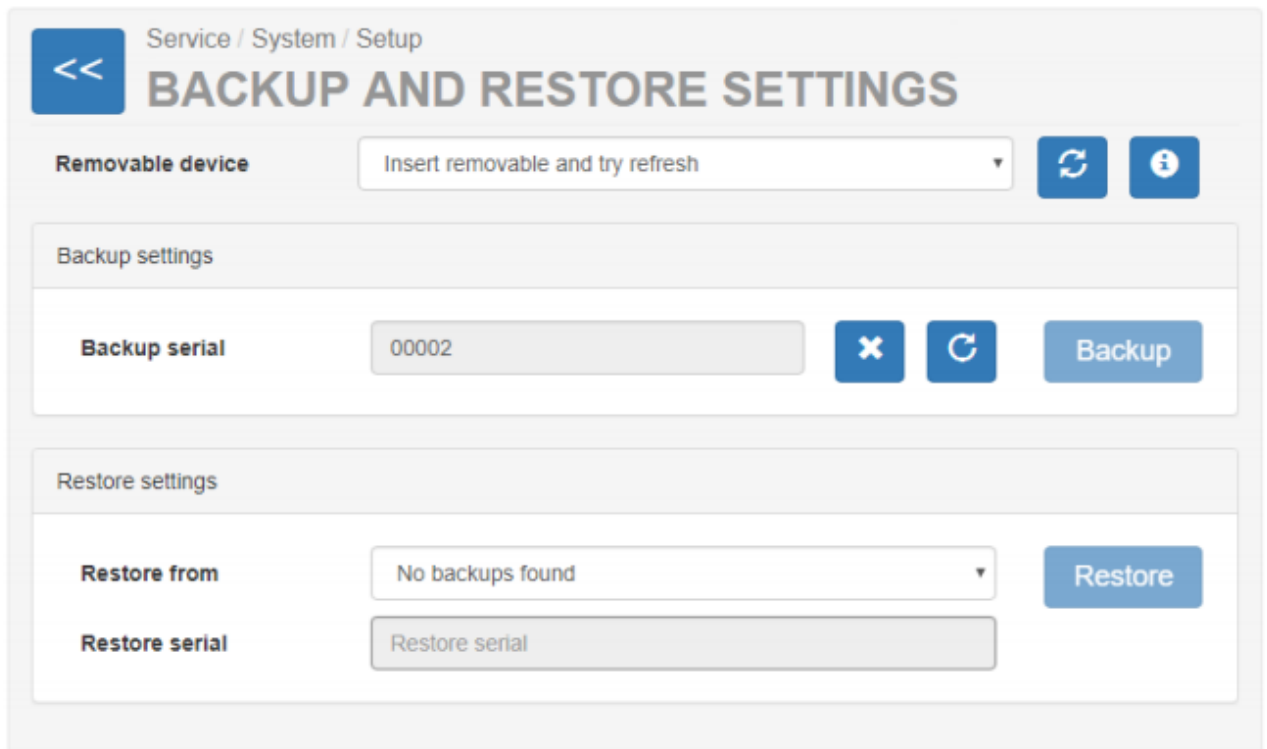 <<
Service / System / Setup
BACKUP AND RESTORE SETTINGS
Removable device
Insert removable and try refresh
Backup settings
Backup serial
00002
Backup
Restore settings
Restore from
No backups found
Restore
Restore serial
Restore serial